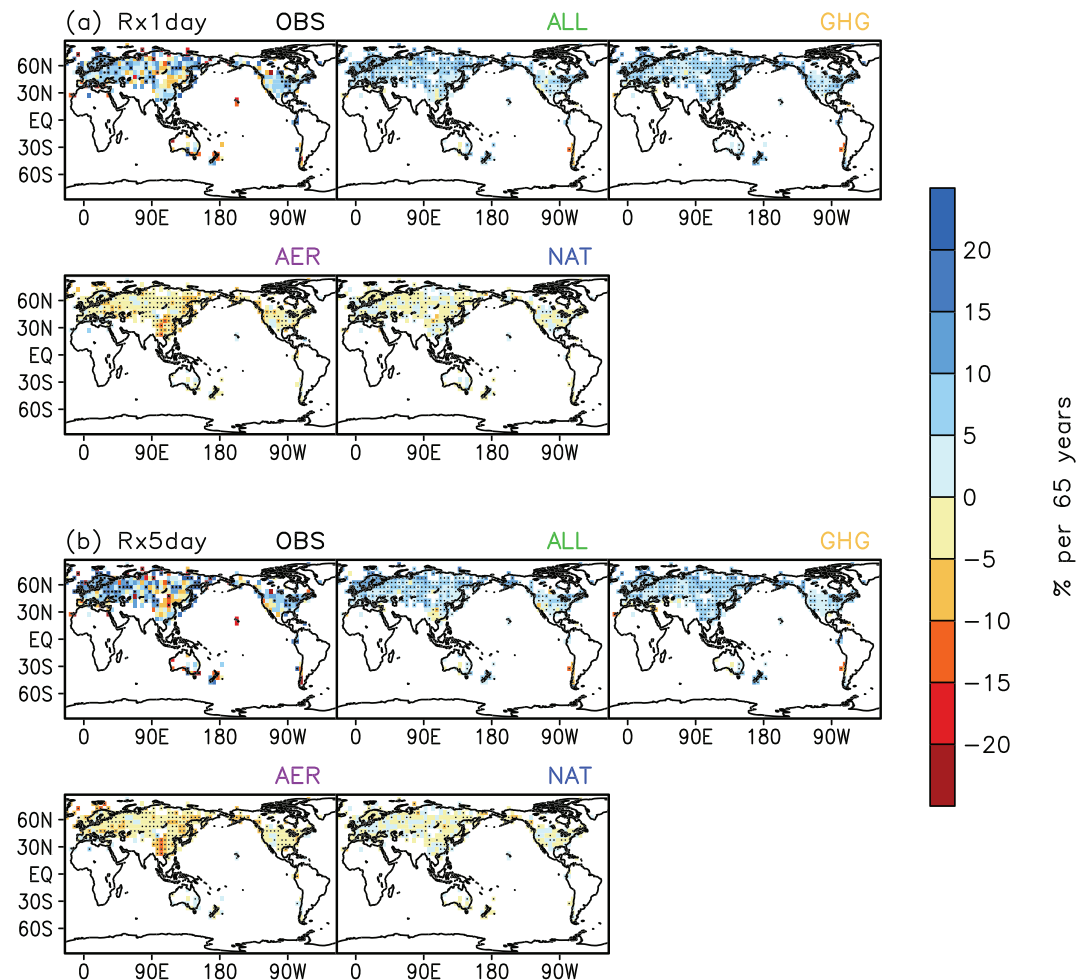 (a) Rx1day OBS ALL GHG
60N
30N
EQ
30S
60S
0 90E 180 90W 0 90E 180 90W 0 90E 180 90W
AER NAT
60N
30N
EQ
30S
60S
0 90E 180 90W 0 90E 180 90W
(b) Rx5day OBS ALL GHG
60N
30N
EQ
30S
60S
0 90E 180 90W 0 90E 180 90W 0 90E 180 90W
AER NAT
60N
30N
EQ
30S
60S
0 90E 180 90W 0 90E 180 90W
20
15
10
5
0
−5
−10
−15
−20
% per 65 years